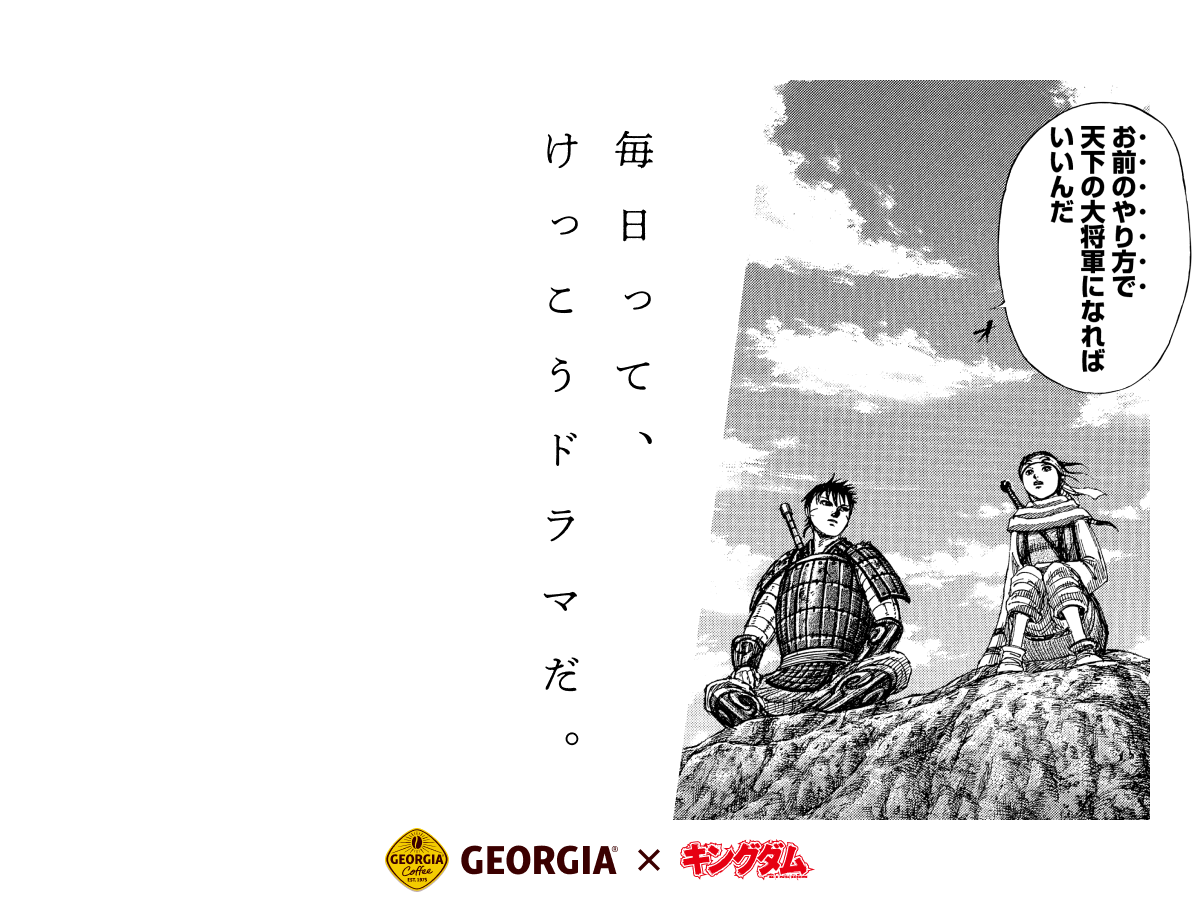 お前のやり方で
天下の大将軍になれば
いいんだ
毎日って、
けっこうドラマだ。
GEORGIA
Coffee
EST. 1975
GEORGIA® × キングダム